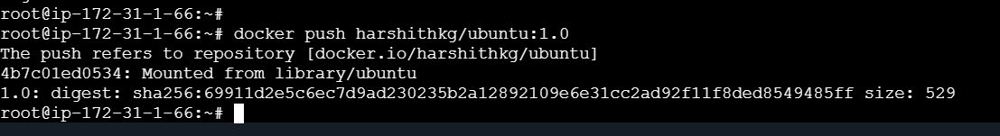 root@ip-172-31-1-66:~#
root@ip-172-31-1-66:~# docker push harshithkg/ubuntu:1.0
The push refers to repository [docker.io/harshithkg/ubuntu]
4b7c01ed0534: Mounted from library/ubuntu
1.0: digest: sha256:69911d2e5c6ec7d9ad230235b2a12892109e6e31cc2ad92f11f8ded8549485ff size: 529
root@ip-172-31-1-66:~#